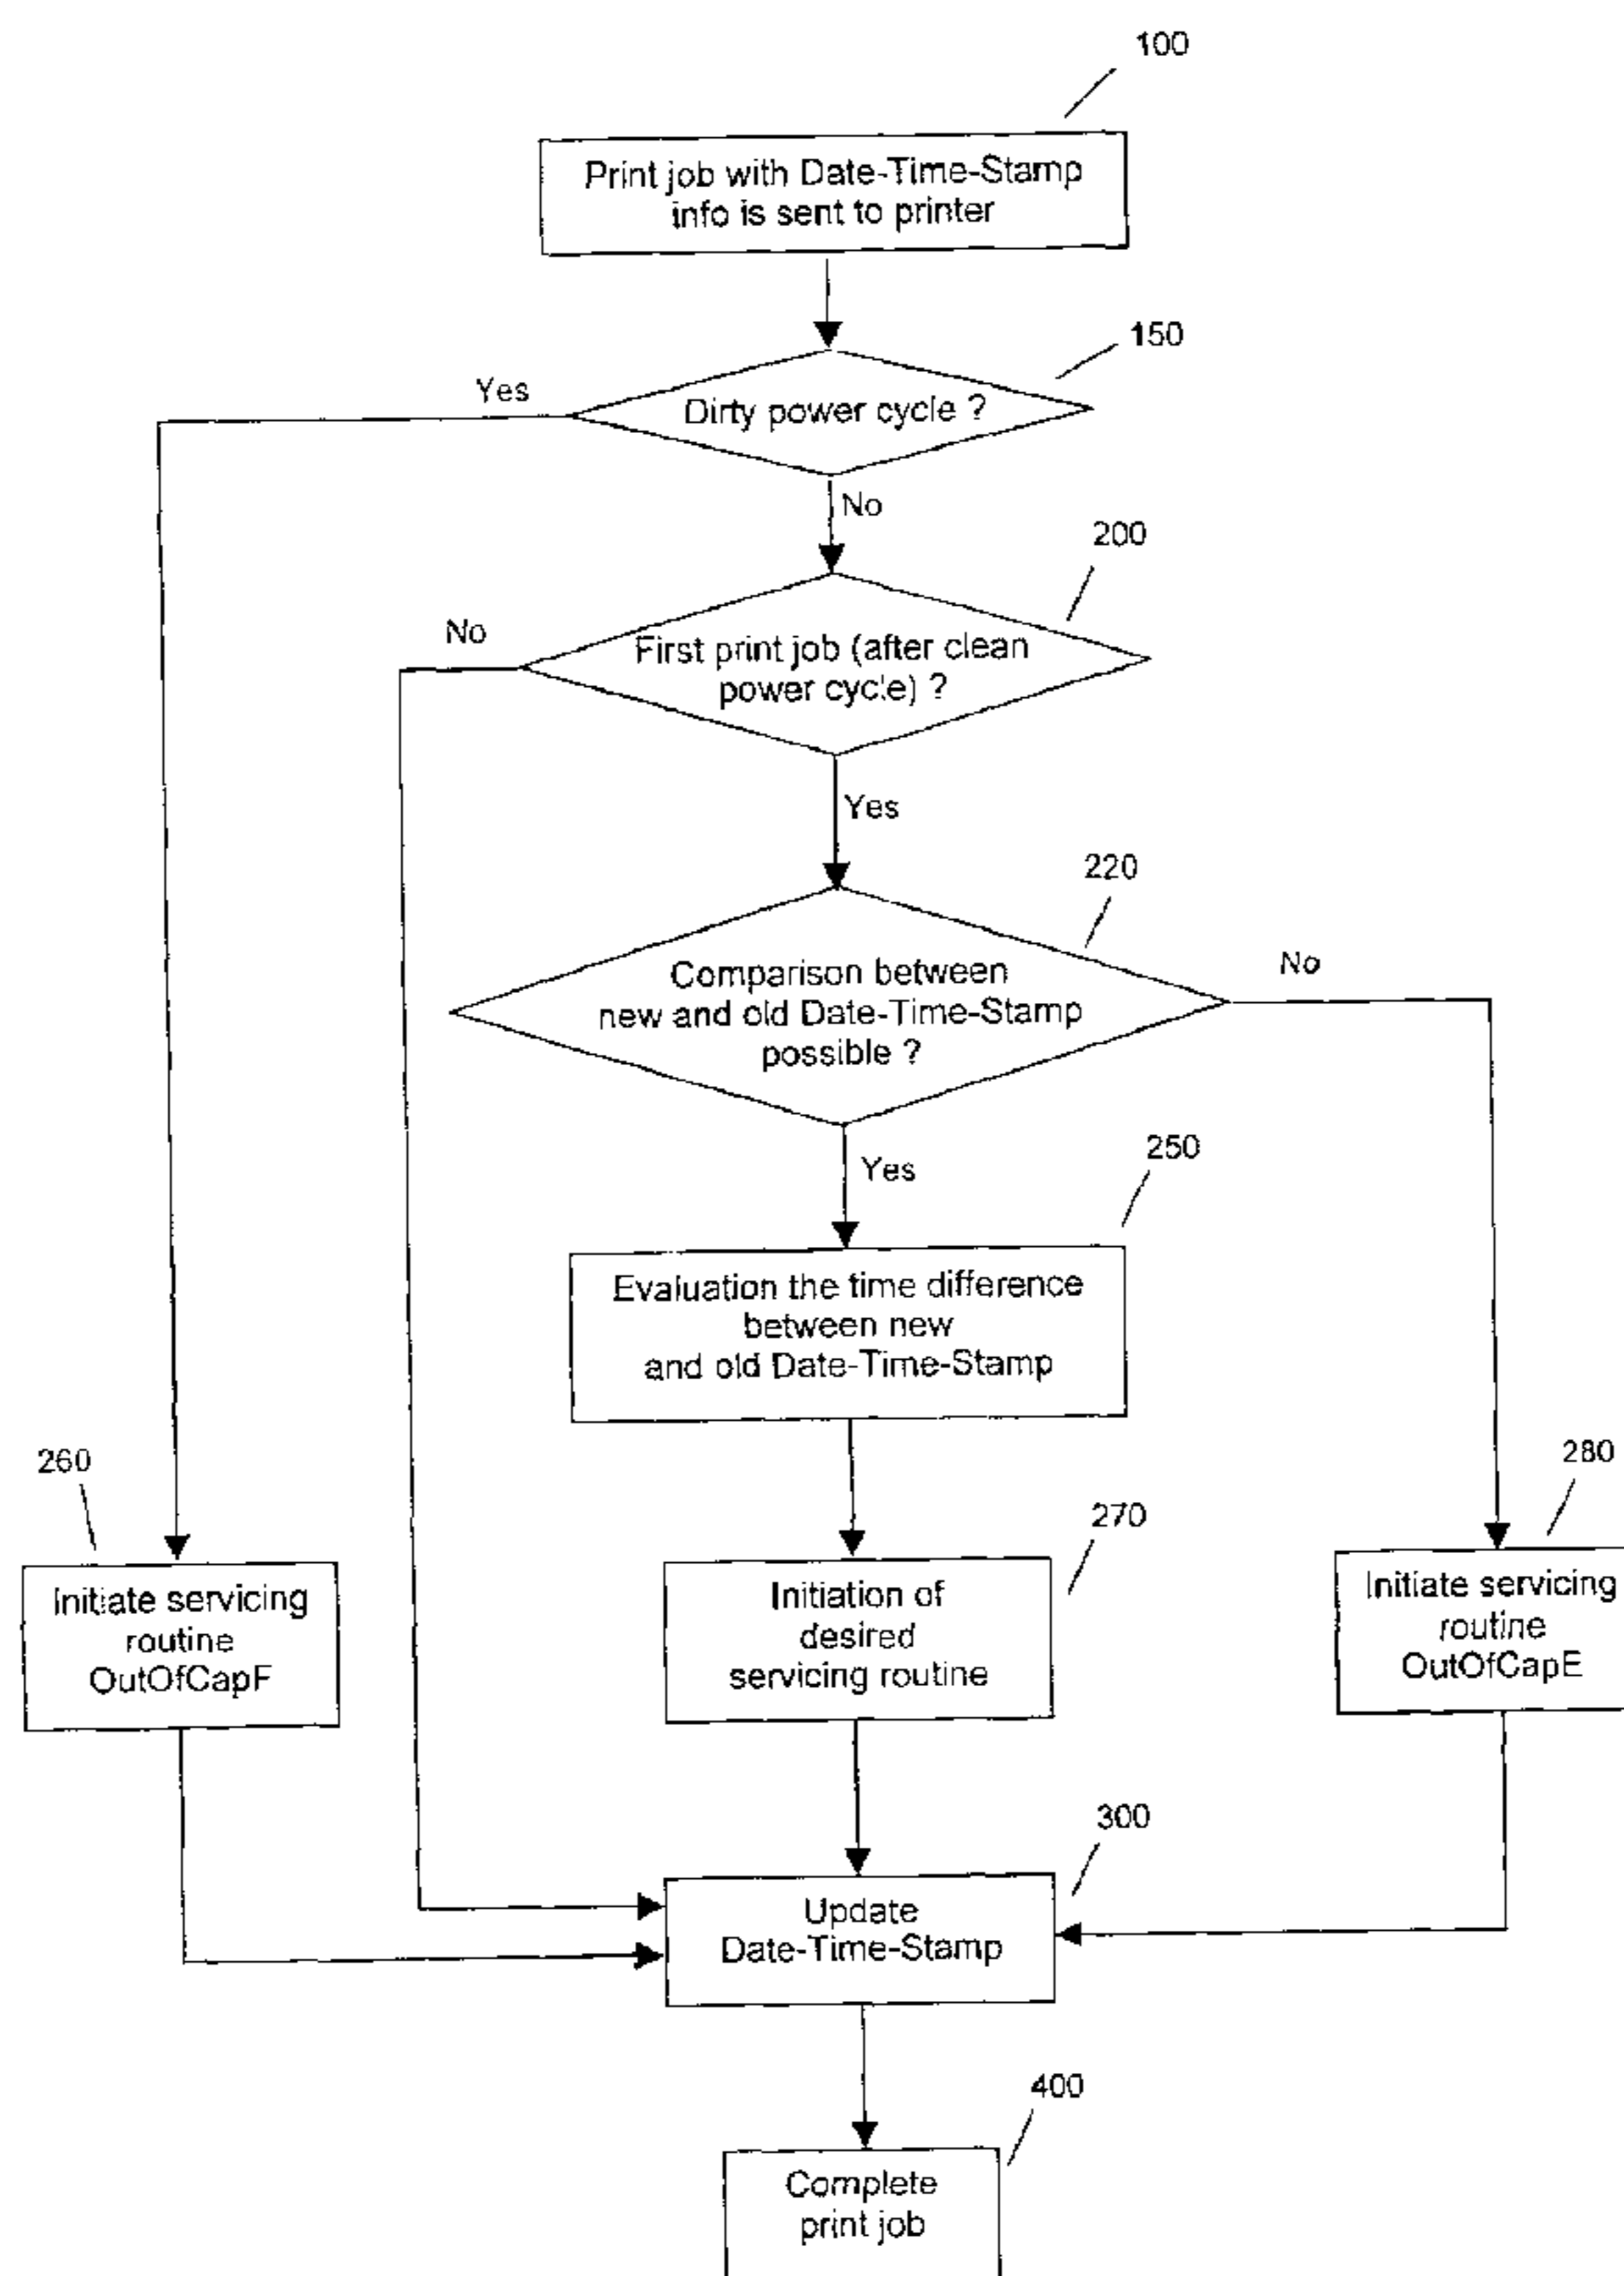 100
Print job with Date-Time-Stamp
info is sent to printer
150
Yes
Dirty power cycle ?
No
200
No
First print job (after clean
power cycle) ?
Yes
220
Comparison between
new and old Date-Time-Stamp
possible ?
No
Yes
250
Evaluation the time difference
between new
and old Date-Time-Stamp
260
270
280
Initiate servicing
routine
OutOfCapF
Initiation of
desired
servicing routine
Initiate servicing
routine
OutOfCapE
300
Update
Date-Time-Stamp
400
Complete
print job